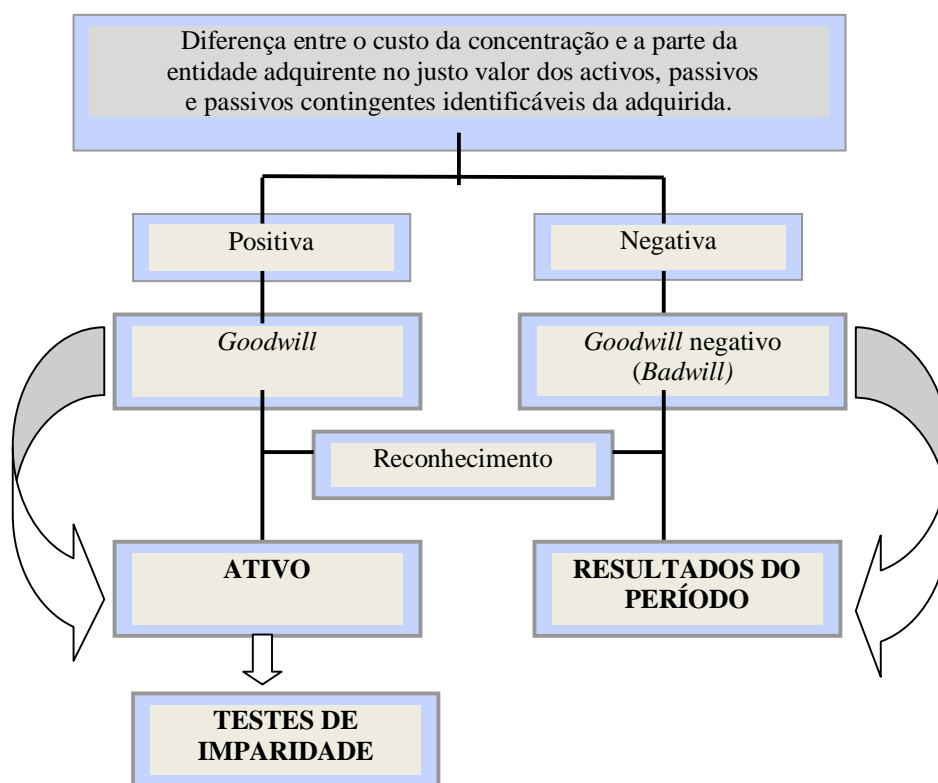 Diferença entre o custo da concentração e a parte da
entidade adquirente no justo valor dos activos, passivos
e passivos contingentes identificáveis da adquirida.
Positiva
Negativa
Goodwill
Goodwill negativo
(Badwill)
Reconhecimento
ATIVO
RESULTADOS DO
PERÍODO
TESTES DE
IMPARIDADE